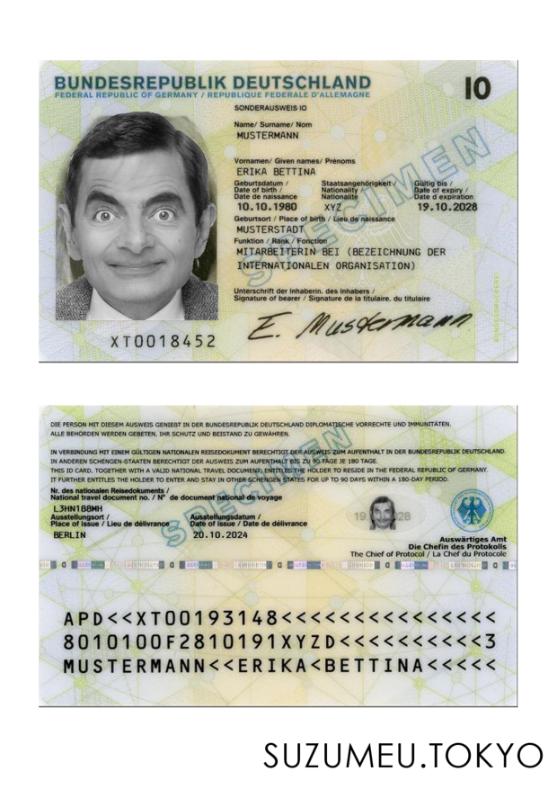 BUNDESREPUBLIK DEUTSCHLAND
IO
FEDERAL REPUBLIC OF GERMANY / REPUBLIQUE FEDERALE D'ALLEMAGNE
SONDERAUSWEIS IO
Name/ Surname/ Nom
MUSTERMANN
Vornamen/ Given names/ Prénoms
ERIKA BETTINA
Geburtsdatum / Staatsangehörigkeit / Gültig bis /
Date of birth / Nationality / Date of expiry /
Date de naissance Nationalité Date d expiration
10.10.1980 XYZ 19.10.2028
Geburtsort / Place of birth / Lieu de naissance
MUSTERSTADT
Funktion / Rank / Fonction
MITARBEITERIN BEI (BEZEICHNUNG DER
INTERNATIONALEN ORGANISATION)
Unterschrift der Inhaberin, des Inhabers /
Signature of bearer / Signature de la titulaire, du titulaire
E. Mustermann
XT0018452
SPECIMEN
DIE PERSON MIT DIESEM AUSWEIS GENIEßT IN DER BUNDESREPUBLIK DEUTSCHLAND DIPLOMATISCHE VORRECHTE UND IMMUNITÄTEN.
ALLE BEHÖRDEN WERDEN GEBETEN, IHR SCHUTZ UND BEISTAND ZU GEWÄHREN.
IN VERBINDUNG MIT EINEM GÜLTIGEN NATIONALEN REISEDOKUMENT BERECHTIGT DER AUSWEIS ZUM AUFENTHALT IN DER BUNDESREPUBLIK DEUTSCHLAND.
IN ANDEREN SCHENGEN-STAATEN BERECHTIGT DER AUSWEIS ZUM AUFENTHALT BIS ZU 90 TAGE JE 180 TAGE.
THIS ID CARD, TOGETHER WITH A VALID NATIONAL TRAVEL DOCUMENT ENTITLES THE HOLDER TO RESIDE IN THE FEDERAL REPUBLIC OF GERMANY.
IT FURTHER ENTITLES THE HOLDER TO ENTER AND STAY IN OTHER SCHENGEN STATES FOR UP TO 90 DAYS WITHIN A 180-DAY PERIOD.
Nr. des nationalen Reisedokuments /
National travel document no. / N° de document national de voyage
L3HN188MH
Ausstellungsort / Ausstellungsdatum /
Place of issue / Lieu de délivrance Date of issue / Date de délivrance
BERLIN 20.10.2024
SPECIMEN
Auswärtiges Amt
Die Chefin des Protokolls
The Chief of Protocol / La Chef du Protocole
APD<<XT00193148<<<<<<<<<<<<<<<
8010100F2810191XYZD<<<<<<<<<<3
MUSTERMANN<<ERIKA<BETTINA<<<<<
SUZUMEU.TOKYO